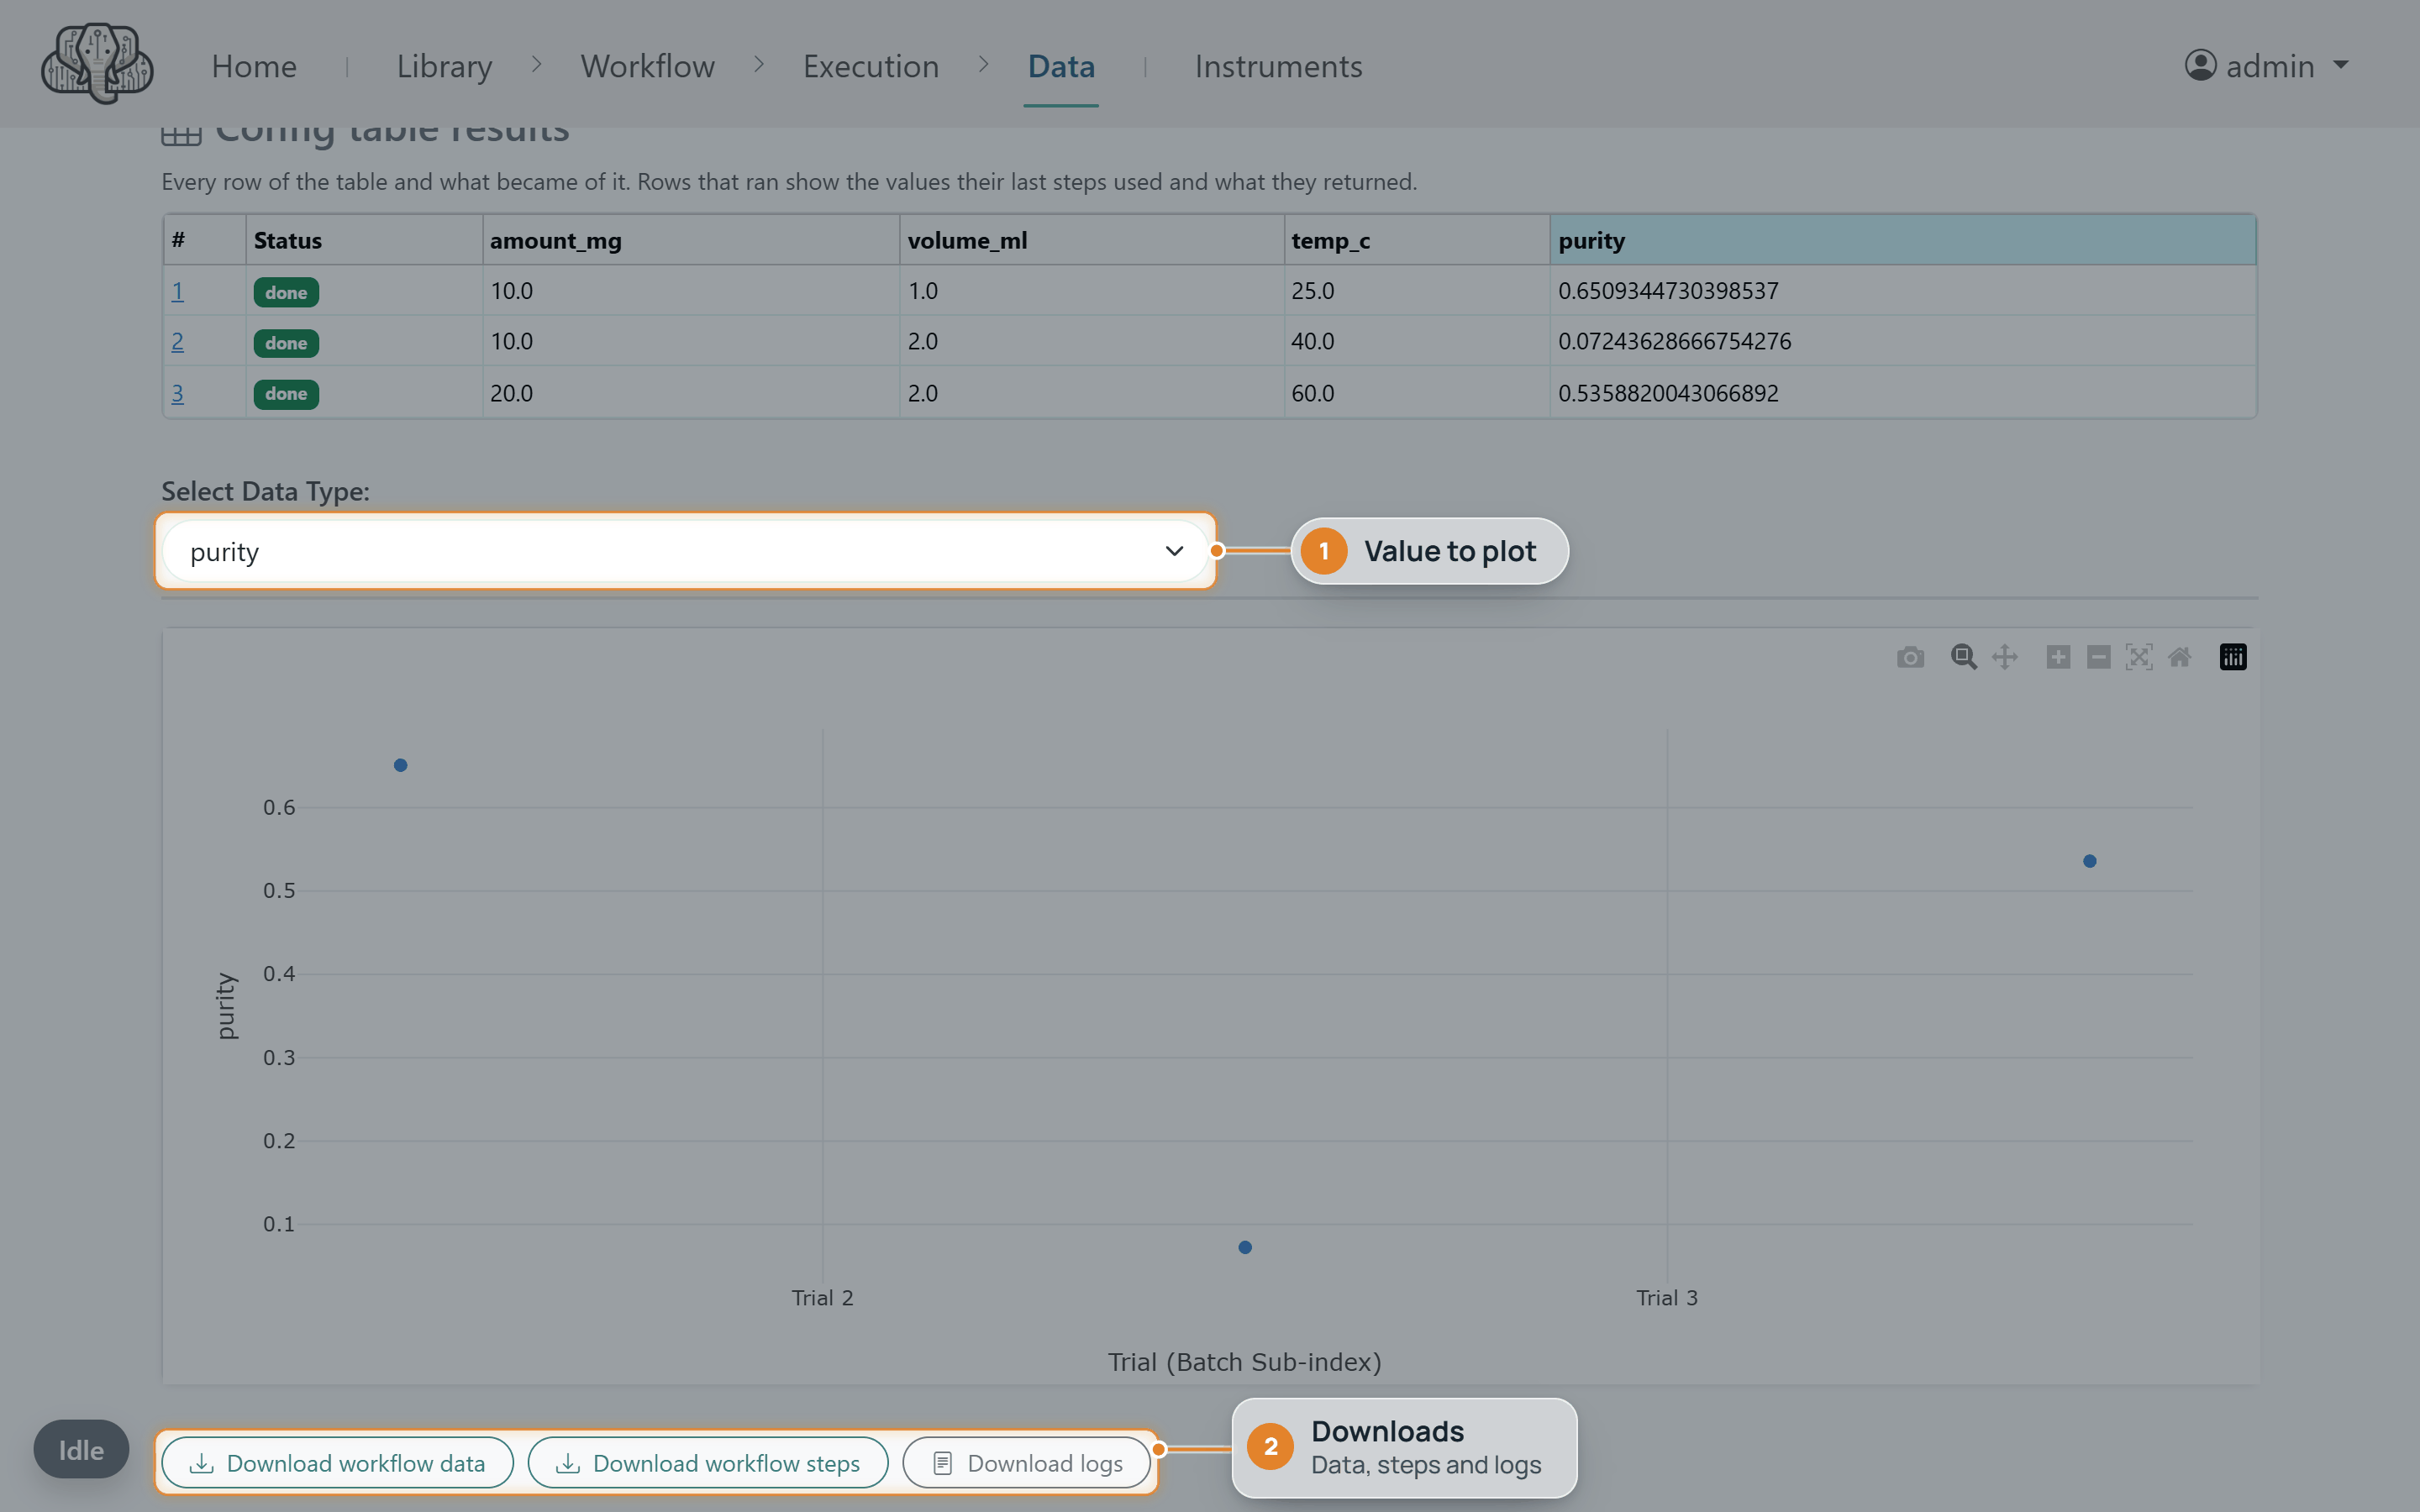 Home | Library > Workflow > Execution > Data | Instruments admin
Config table results
Every row of the table and what became of it. Rows that ran show the values their last steps used and what they returned.
# Status amount_mg volume_ml temp_c purity
1 done 10.0 1.0 25.0 0.6509344730398537
2 done 10.0 2.0 40.0 0.07243628666754276
3 done 20.0 2.0 60.0 0.5358820043066892
Select Data Type:
purity
1 Value to plot
0.6
0.5
0.4
0.3
0.2
0.1
purity
Trial 2 Trial 3
Trial (Batch Sub-index)
Idle
Download workflow data Download workflow steps Download logs
2 Downloads
Data, steps and logs